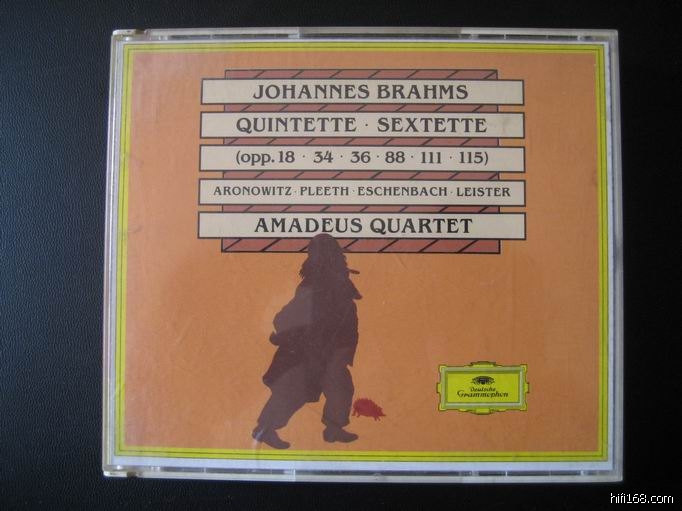 JOHANNES BRAHMS
QUINTETTE · SEXTETTE
(opp. 18 · 34 · 36 · 88 · 111 · 115)
ARONOWITZ · PLEETH · ESCHENBACH · LEISTER
AMADEUS QUARTET
Deutsche
Grammophon
hifi168.com